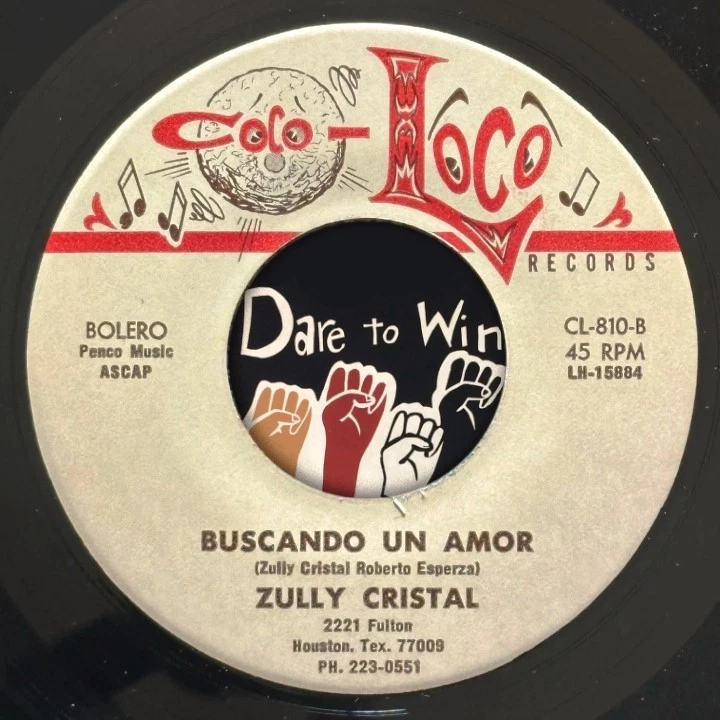 Coco-Loco
RECORDS
BOLERO
Penco Music
ASCAP
Dare to Win
CL-810-B
45 RPM
LH-15884
BUSCANDO UN AMOR
(Zully Cristal Roberto Esperza)
ZULLY CRISTAL
2221 Fulton
Houston, Tex. 77009
PH. 223-0551